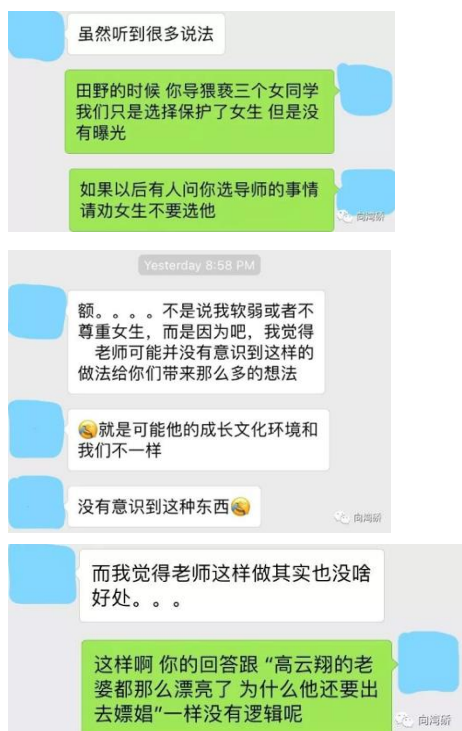 虽然听到很多说法
田野的时候 你导猥亵三个女同学
我们只是选择保护了女生 但是没
有曝光
如果以后有人问你选导师的事情
请劝女生不要选他
向鸿骄
Yesterday 8:58 PM
额。。。。不是说我软弱或者不
尊重女生，而是因为吧，我觉得
老师可能并没有意识到这样的
做法给你们带来那么多的想法
就是可能他的成长文化环境和
我们不一样
没有意识到这种东西
而我觉得老师这样做其实也没啥
好处。。。
这样啊 你的回答跟 “高云翔的老
婆都那么漂亮了 为什么他还要出
去嫖娼”一样没有逻辑呢